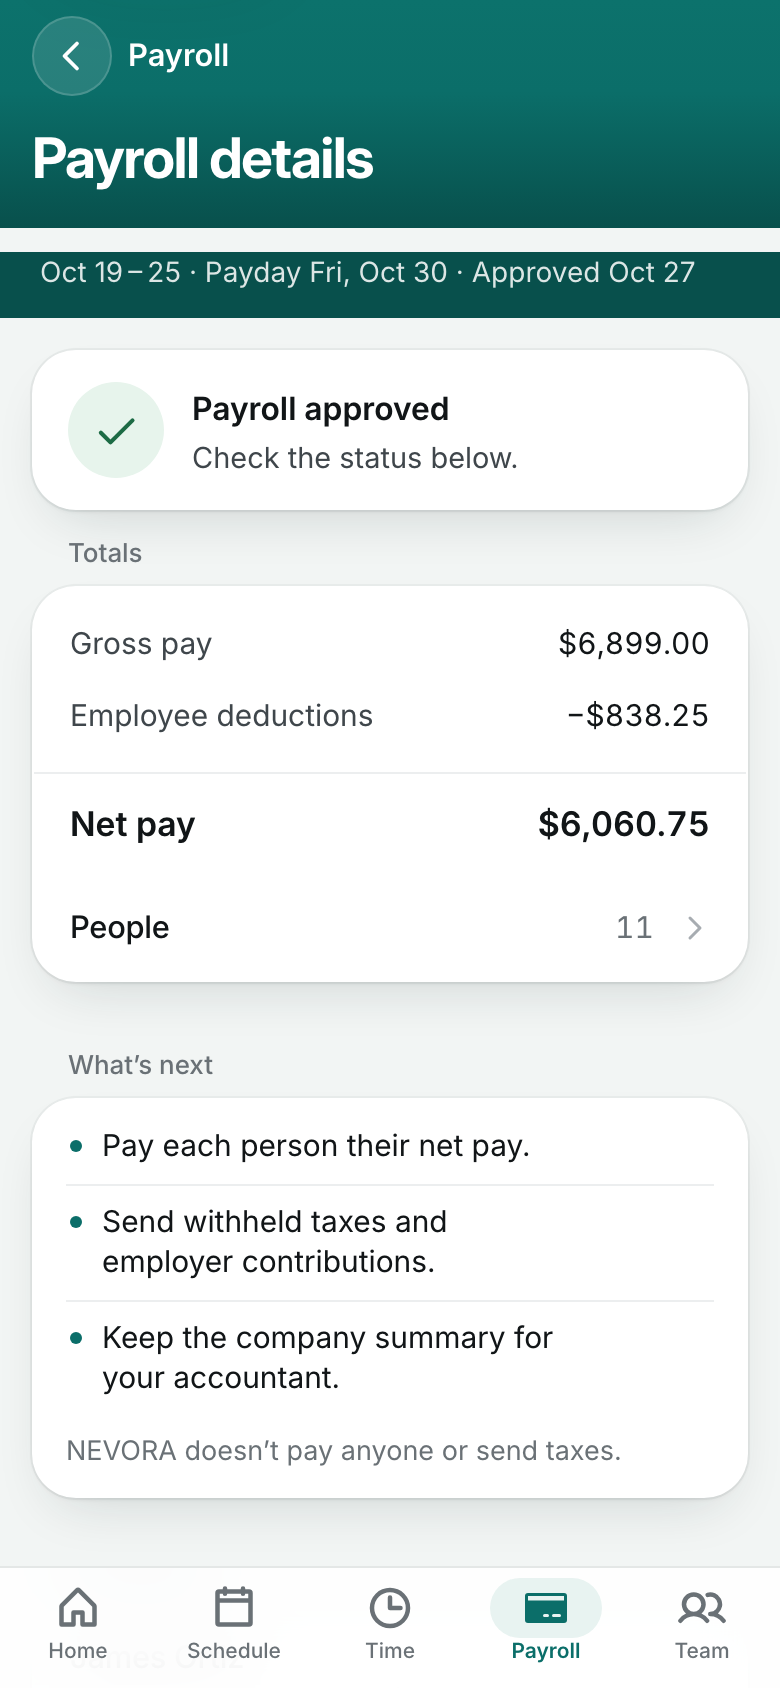 Payroll
Payroll details
Oct 19 – 25 · Payday Fri, Oct 30 · Approved Oct 27
Payroll approved
Check the status below.
Totals
Gross pay $6,899.00
Employee deductions −$838.25
Net pay $6,060.75
People 11
What’s next
Pay each person their net pay.
Send withheld taxes and
employer contributions.
Keep the company summary for
your accountant.
NEVORA doesn’t pay anyone or send taxes.
Home Schedule Time Payroll Team